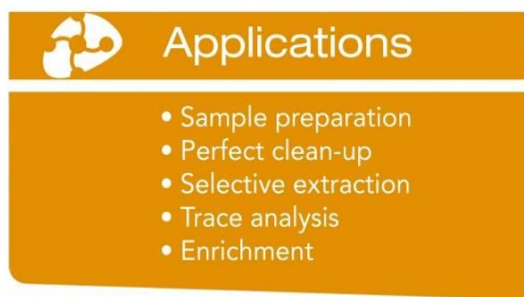 Applications
• Sample preparation
• Perfect clean-up
• Selective extraction
• Trace analysis
• Enrichment